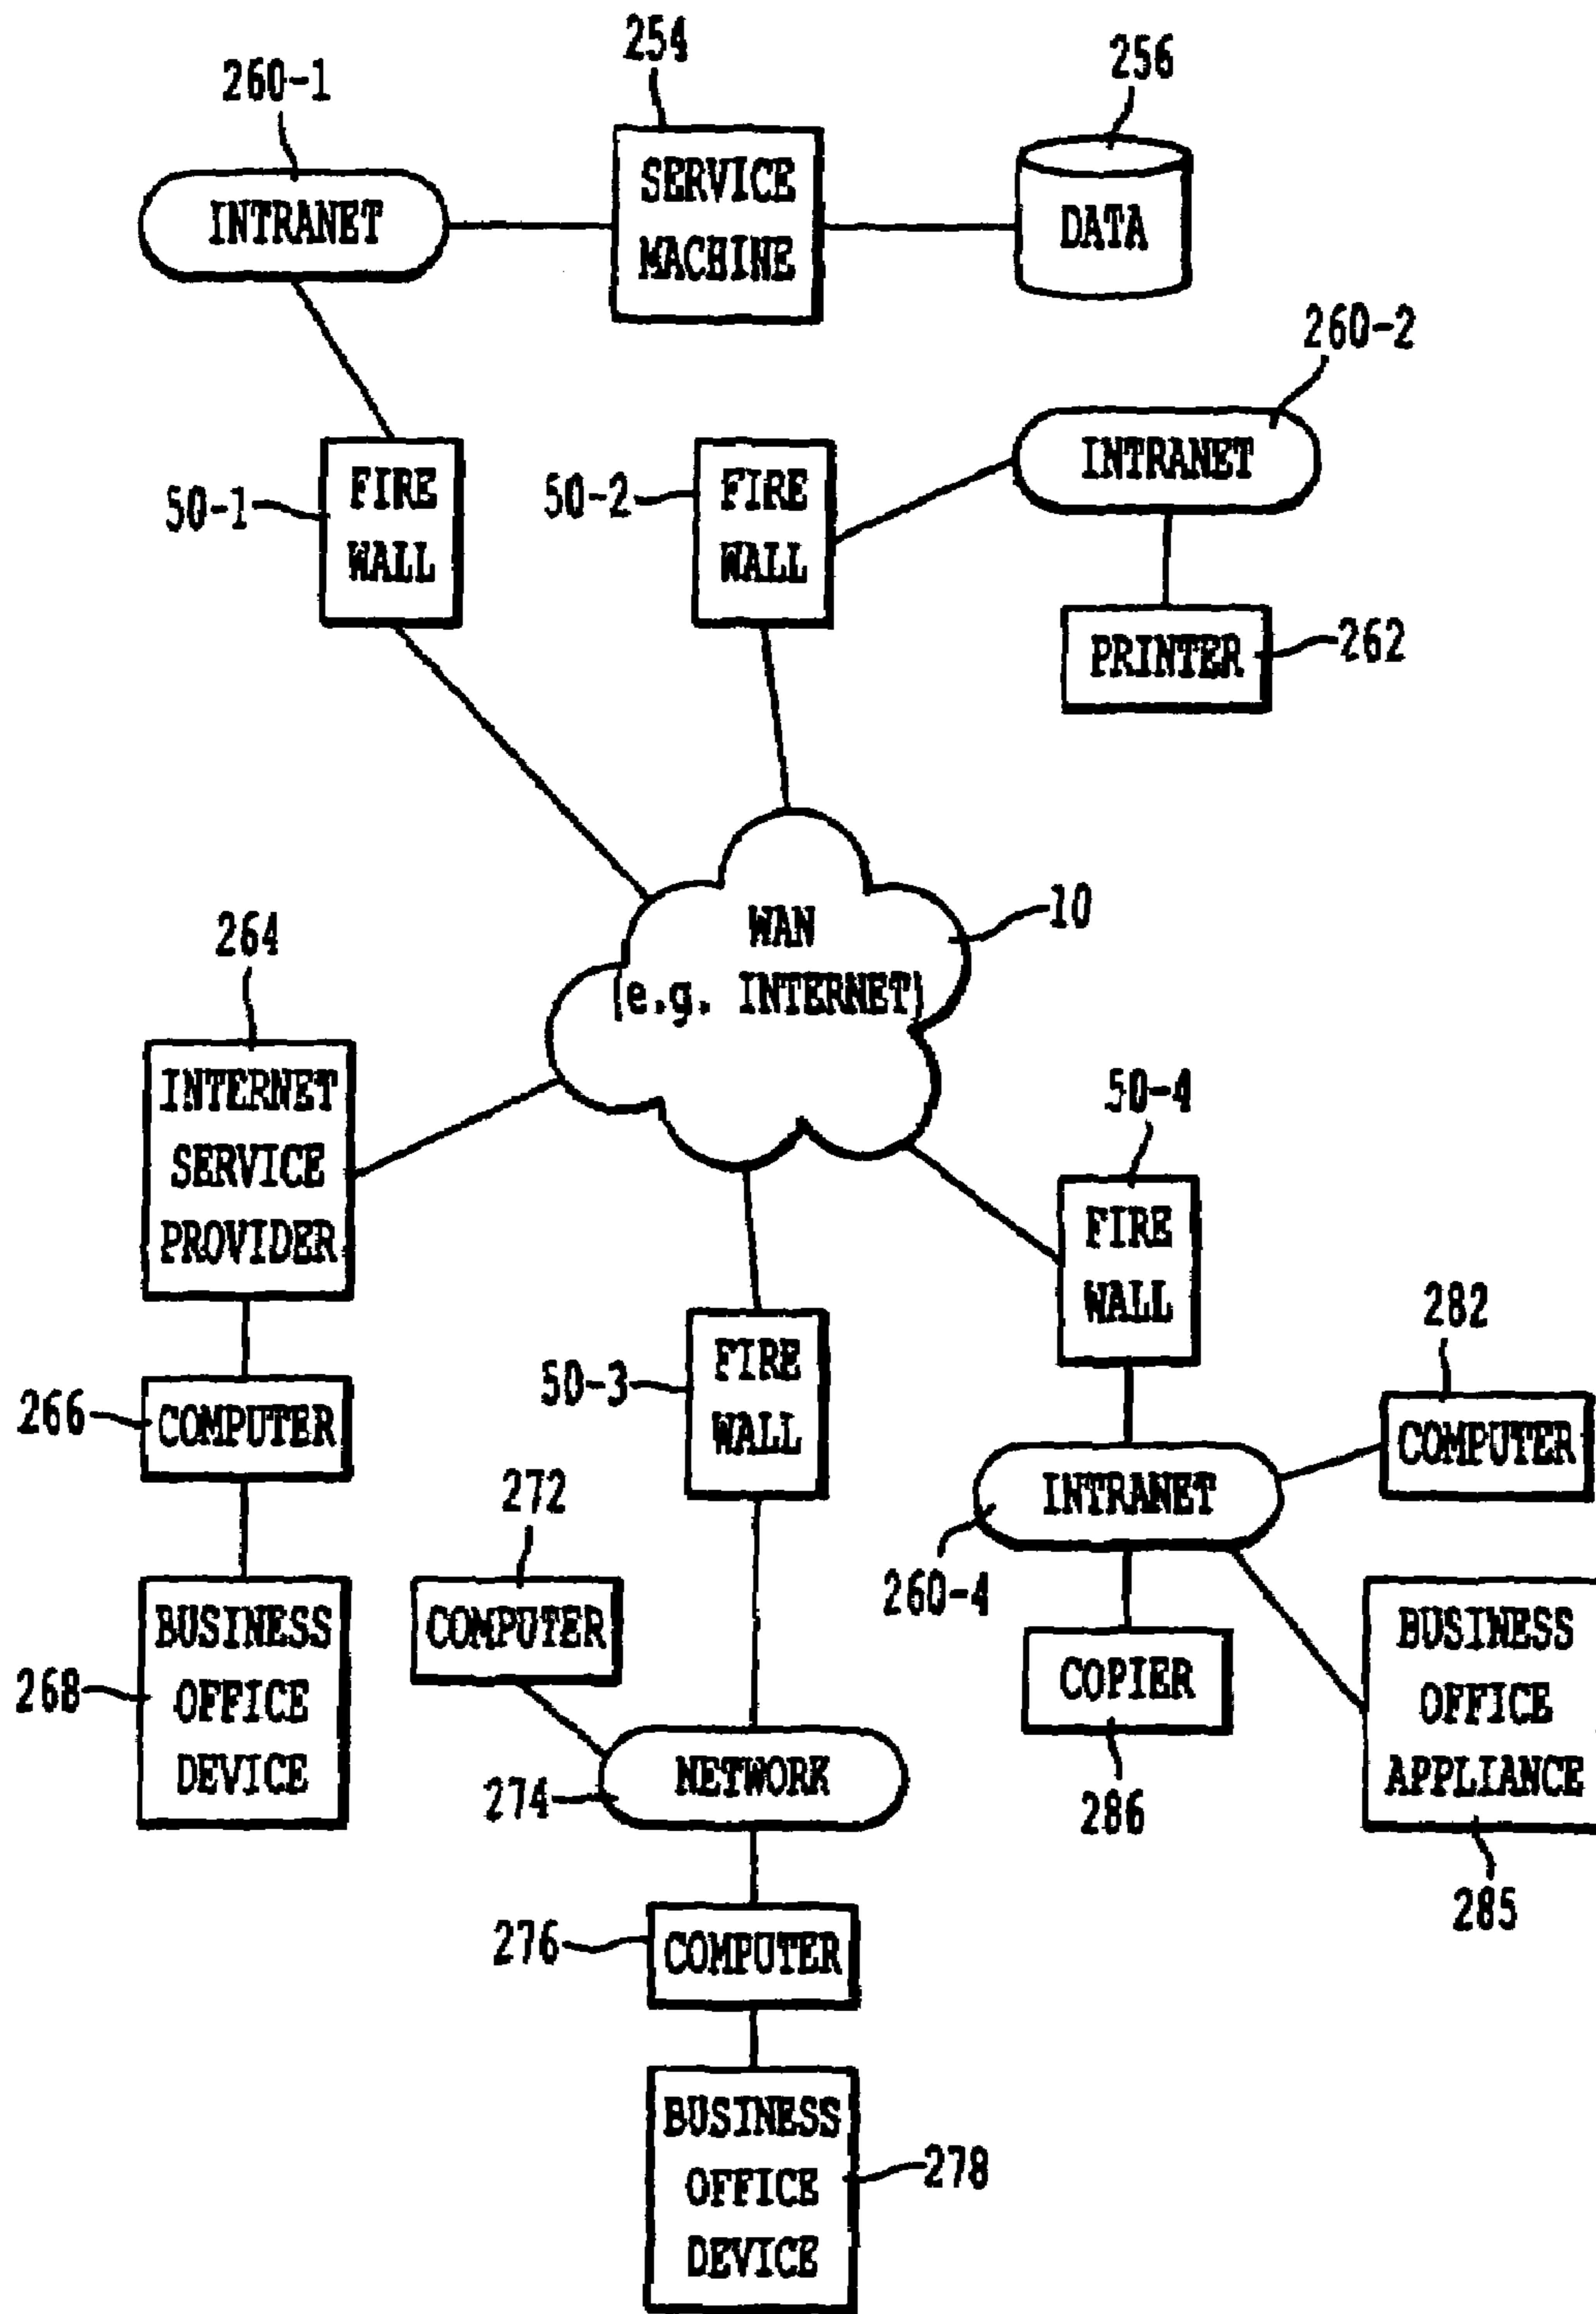 254
256
260-1
SERVICE
MACHINE
INTRANET
DATA
260-2
INTRANET
FIRE
WALL
50-1
FIRE
WALL
50-2
PRINTER
262
WAN
(e.g. INTERNET)
10
264
INTERNET
SERVICE
PROVIDER
50-4
FIRE
WALL
FIRE
WALL
50-3
282
COMPUTER
266
COMPUTER
INTRANET
260-4
272
COMPUTER
BUSINESS
OFFICE
DEVICE
268
COPIER
286
BUSINESS
OFFICE
APPLIANCE
285
NETWORK
274
276
COMPUTER
BUSINESS
OFFICE
DEVICE
278